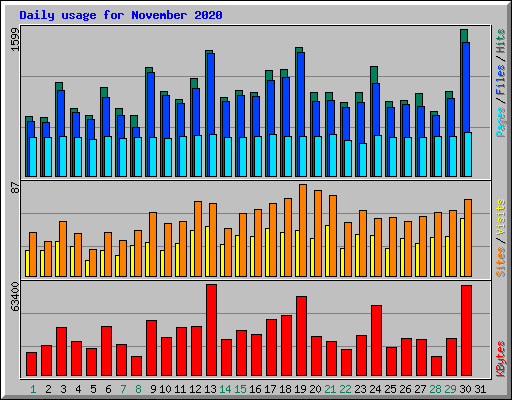 Daily usage for November 2020
1599
87
63400
Pages / Files / Hits
Sites / Visits
KBytes
1 2 3 4 5 6 7 8 9 10 11 12 13 14 15 16 17 18 19 20 21 22 23 24 25 26 27 28 29 30 31